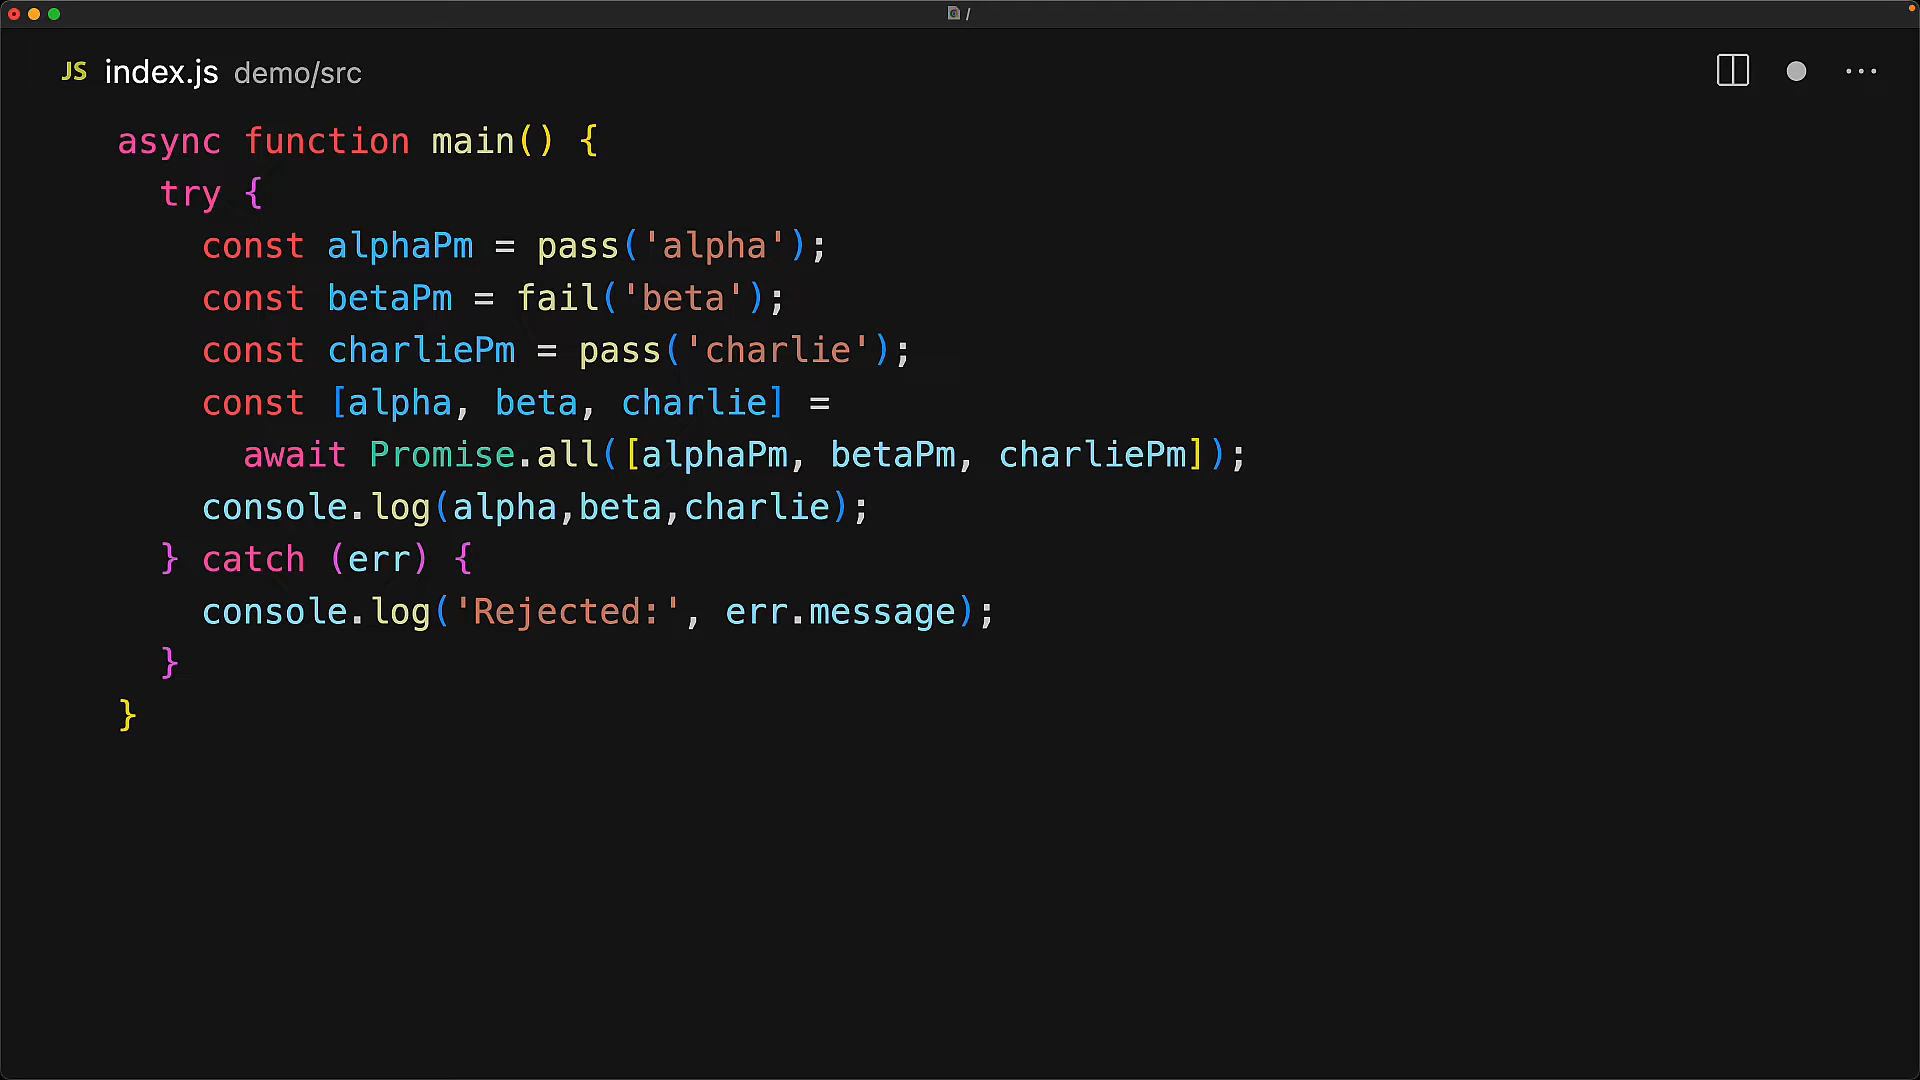 /
JS index.js demo/src
async function main() {
try {
const alphaPm = pass('alpha');
const betaPm = fail('beta');
const charliePm = pass('charlie');
const [alpha, beta, charlie] =
await Promise.all([alphaPm, betaPm, charliePm]);
console.log(alpha,beta,charlie);
} catch (err) {
console.log('Rejected:', err.message);
}
}